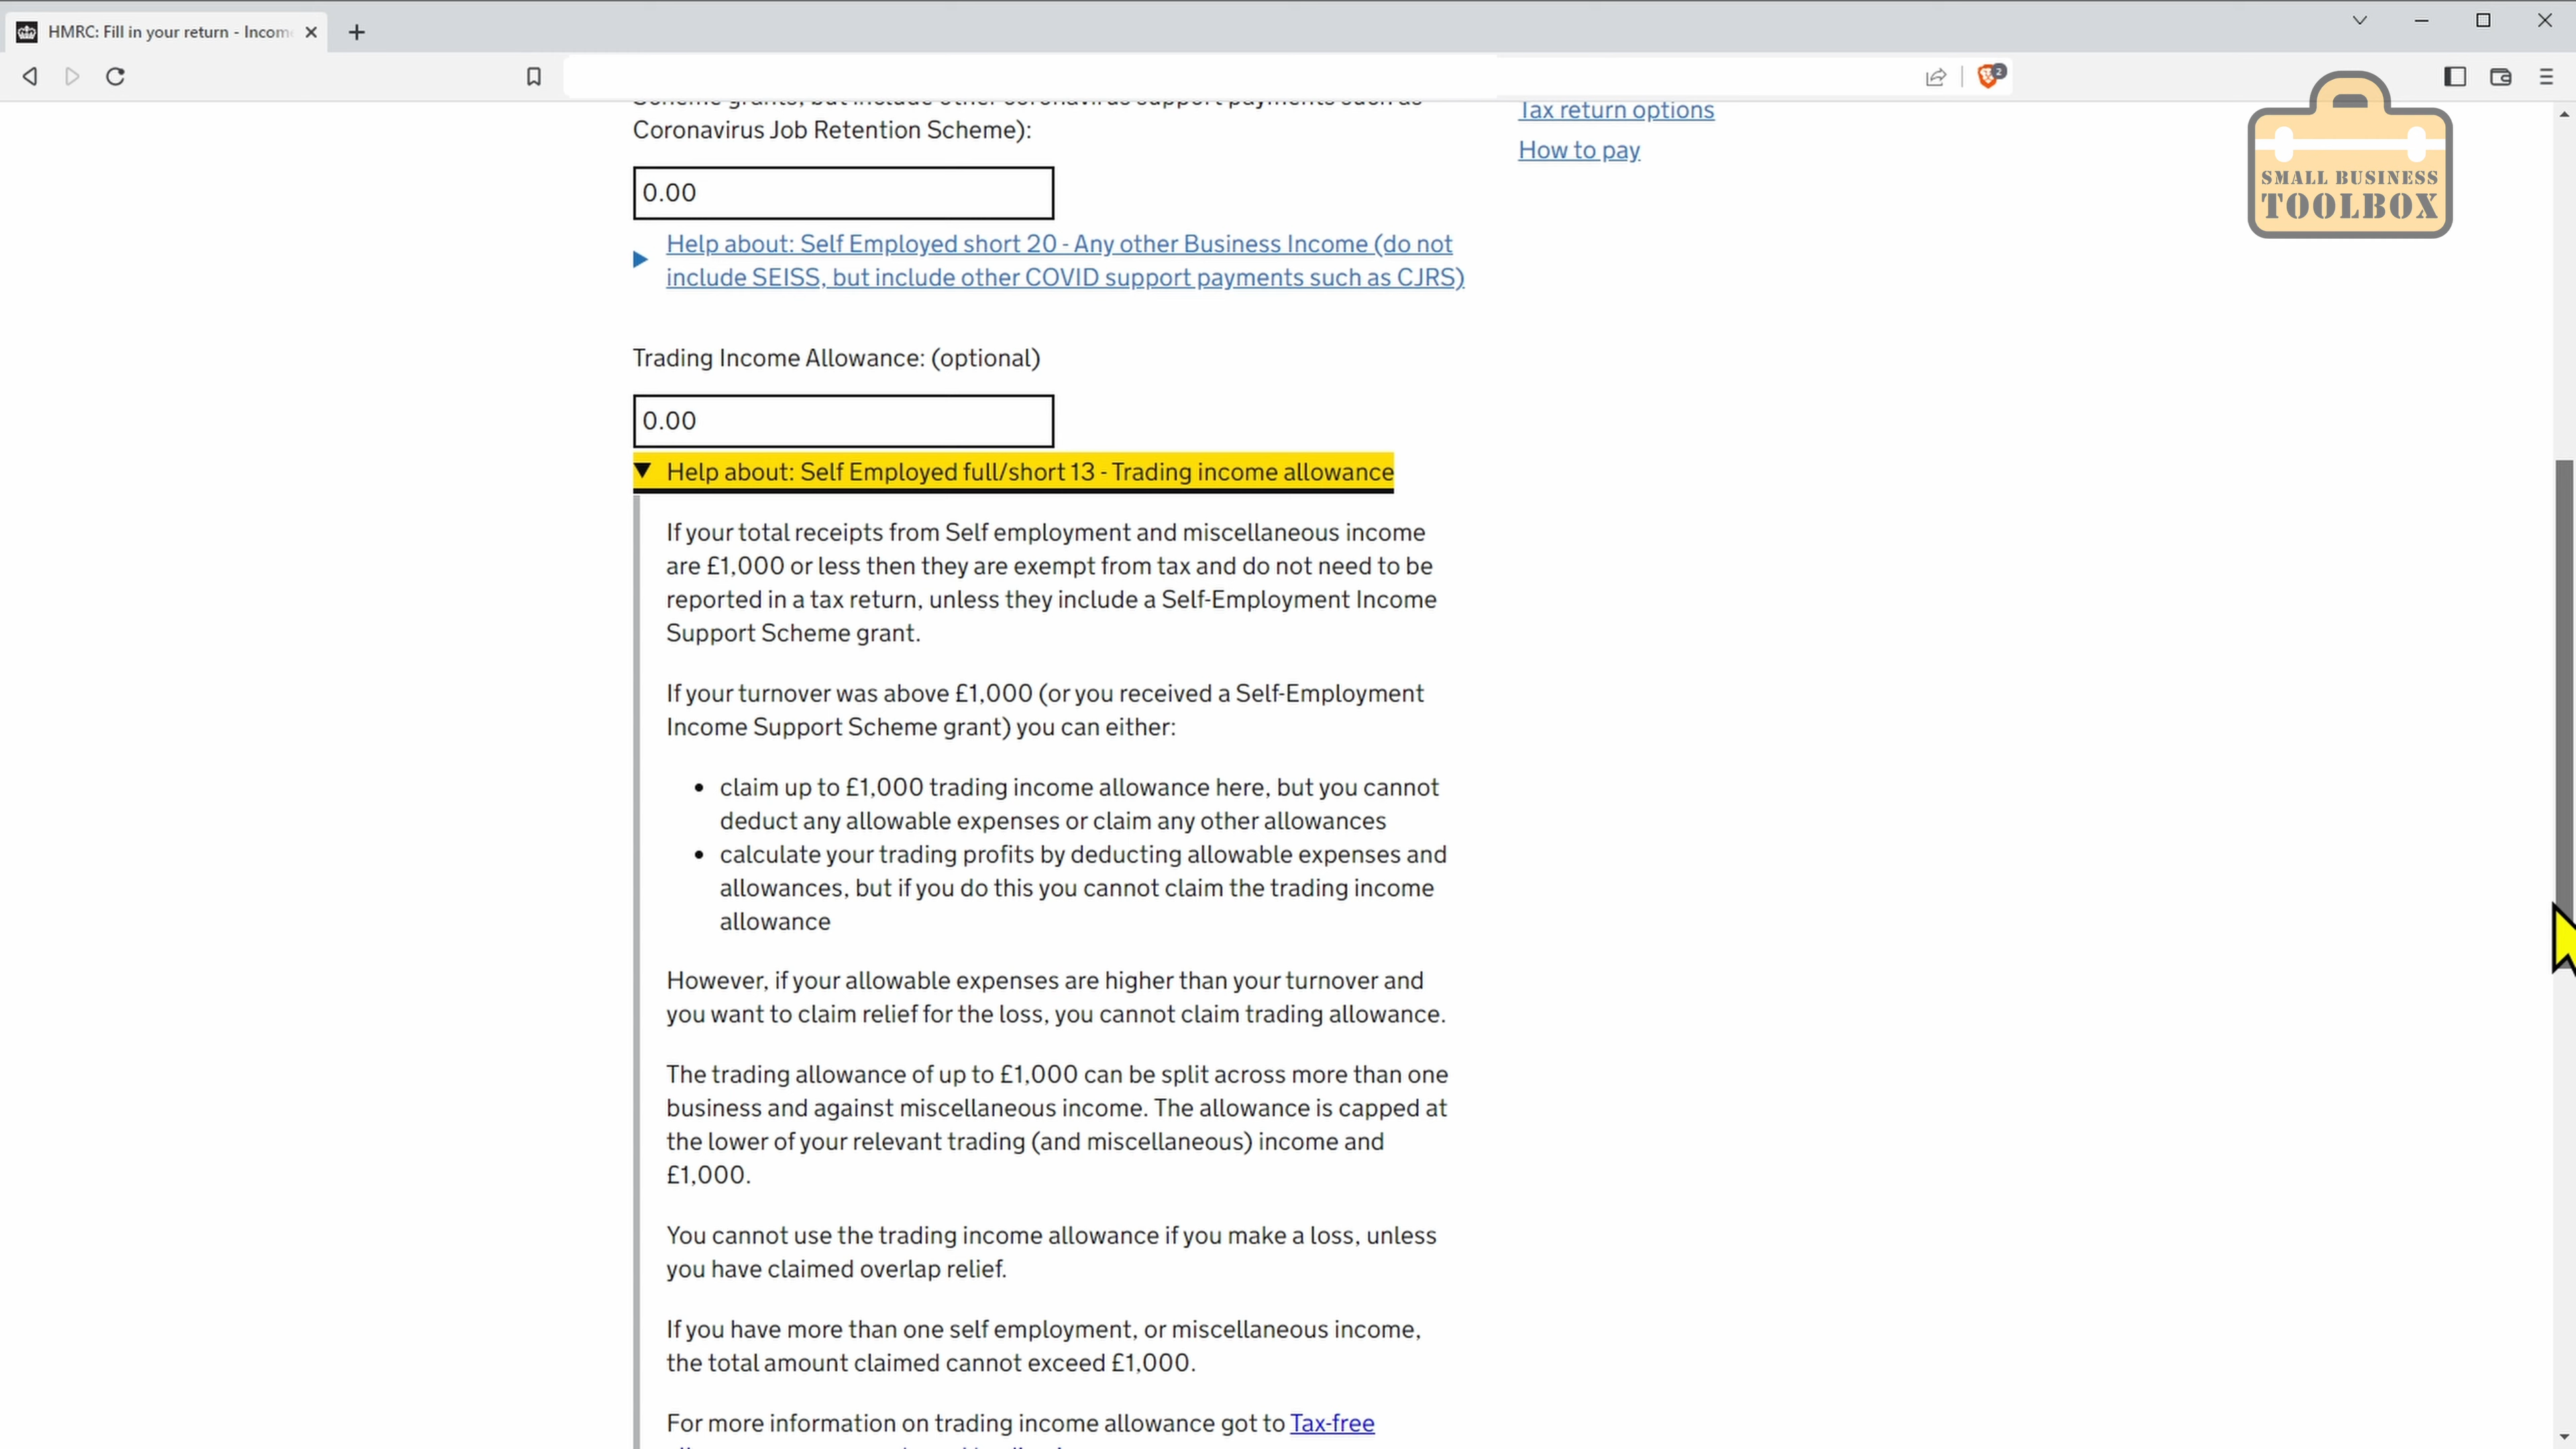 HMRC: Fill in your return - Incom
2
SMALL BUSINESS
TOOLBOX
Scheme grants, but include other coronavirus support payments such as
Coronavirus Job Retention Scheme):
0.00
Help about: Self Employed short 20 - Any other Business Income (do not
include SEISS, but include other COVID support payments such as CJRS)
Tax return options
How to pay
Trading Income Allowance: (optional)
0.00
Help about: Self Employed full/short 13 - Trading income allowance
If your total receipts from Self employment and miscellaneous income
are £1,000 or less then they are exempt from tax and do not need to be
reported in a tax return, unless they include a Self-Employment Income
Support Scheme grant.
If your turnover was above £1,000 (or you received a Self-Employment
Income Support Scheme grant) you can either:
• claim up to £1,000 trading income allowance here, but you cannot
deduct any allowable expenses or claim any other allowances
• calculate your trading profits by deducting allowable expenses and
allowances, but if you do this you cannot claim the trading income
allowance
However, if your allowable expenses are higher than your turnover and
you want to claim relief for the loss, you cannot claim trading allowance.
The trading allowance of up to £1,000 can be split across more than one
business and against miscellaneous income. The allowance is capped at
the lower of your relevant trading (and miscellaneous) income and
£1,000.
You cannot use the trading income allowance if you make a loss, unless
you have claimed overlap relief.
If you have more than one self employment, or miscellaneous income,
the total amount claimed cannot exceed £1,000.
For more information on trading income allowance got to Tax-free